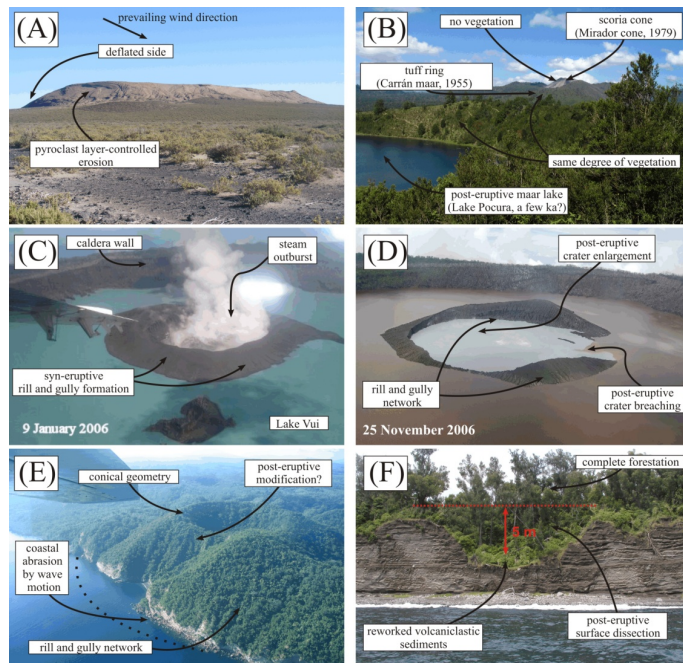 (A)
prevailing wind direction
deflated side
pyroclast layer-controlled
erosion
(B)
no vegetation
scoria cone
(Mirador cone, 1979)
tuff ring
(Carrán maar, 1955)
same degree of vegetation
post-eruptive maar lake
(Lake Pocura, a few ka?)
(C)
caldera wall
steam
outburst
syn-eruptive
rill and gully formation
9 January 2006
Lake Vui
(D)
post-eruptive
crater enlargement
rill and gully
network
post-eruptive
crater breaching
25 November 2006
(E)
conical geometry
post-eruptive
modification?
coastal
abrasion
by wave
motion
rill and gully network
(F)
complete forestation
reworked volcaniclastic
sediments
post-eruptive
surface dissection